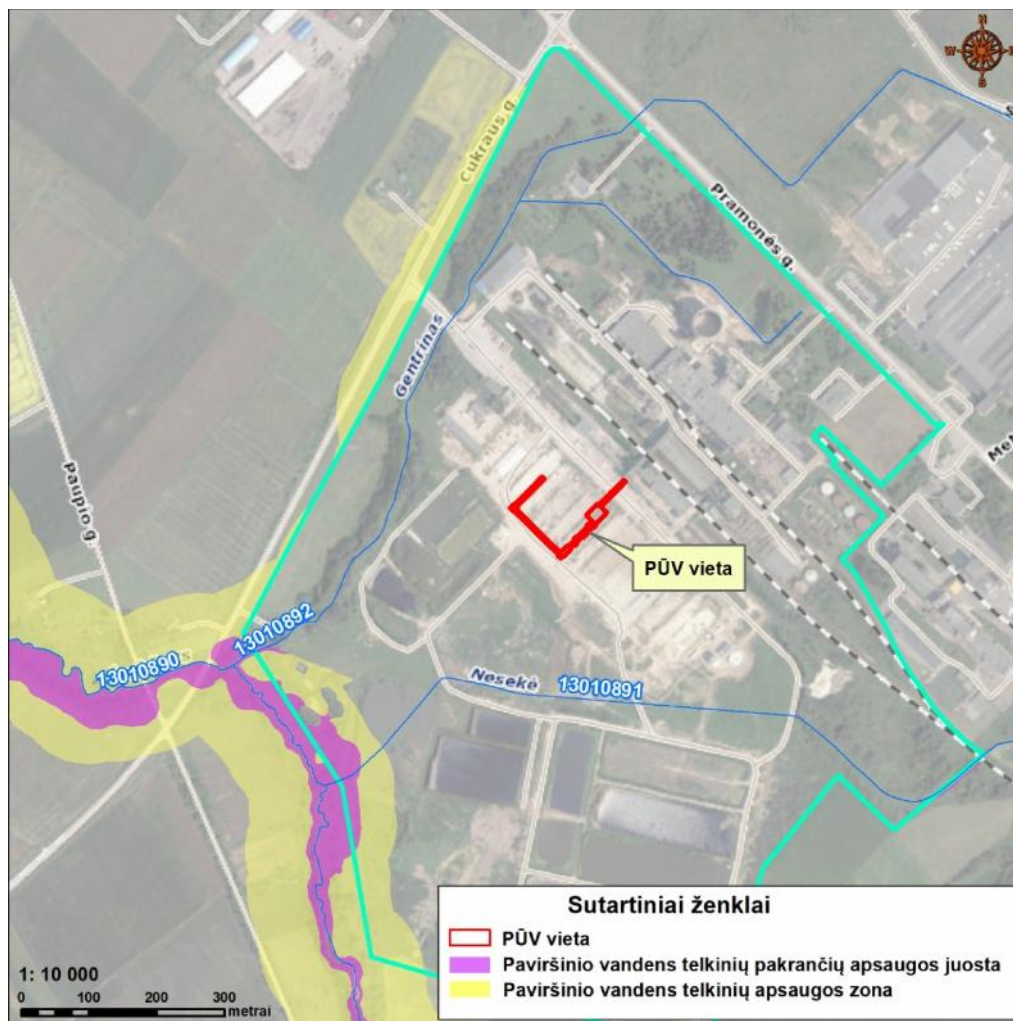 N
W
S
Cukraus g.
Pramonės g.
Gentrinas
Paupio g.
PŪV vieta
13010892
13010890
Nesekė 13010891
Sutartiniai ženklai
PŪV vieta
Paviršinio vandens telkinių pakrančių apsaugos juosta
Paviršinio vandens telkinių apsaugos zona
1: 10 000
0 100 200 300
metrai